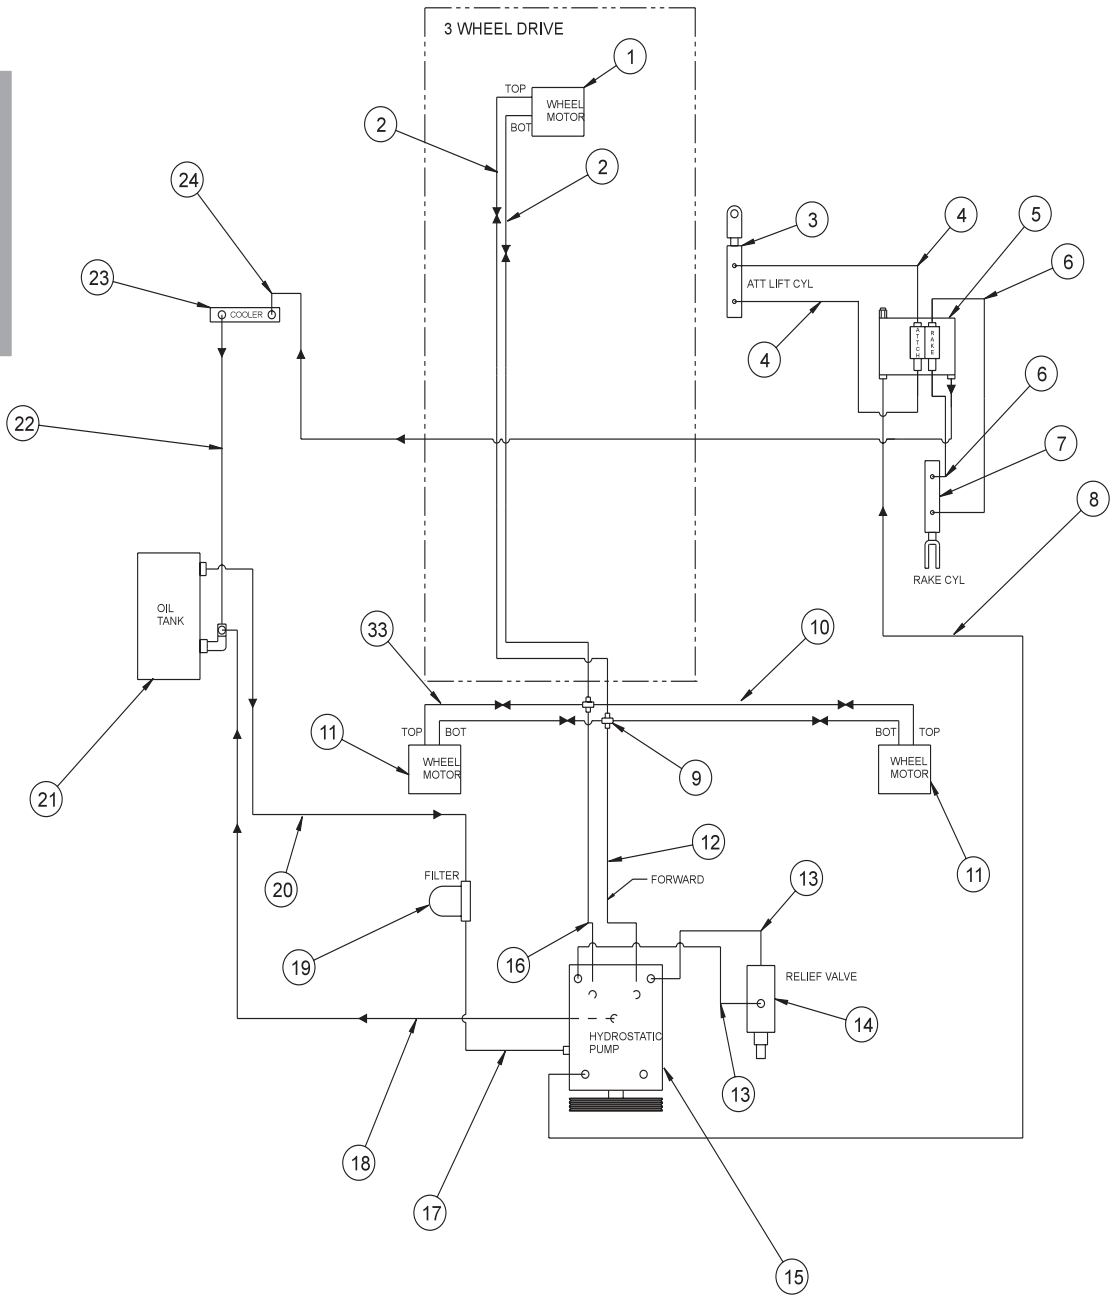 3 WHEEL DRIVE
1
TOP
WHEEL
MOTOR
BOT
2
2
24
3
4
5
23
6
ATT LIFT CYL
COOLER
ATTCH
RAKE
4
6
22
7
8
RAKE CYL
OIL
TANK
33
10
11
TOP
BOT
BOT
TOP
WHEEL
MOTOR
WHEEL
MOTOR
9
21
12
11
20
FILTER
FORWARD
13
19
16
RELIEF VALVE
14
HYDROSTATIC
PUMP
13
18
17
15